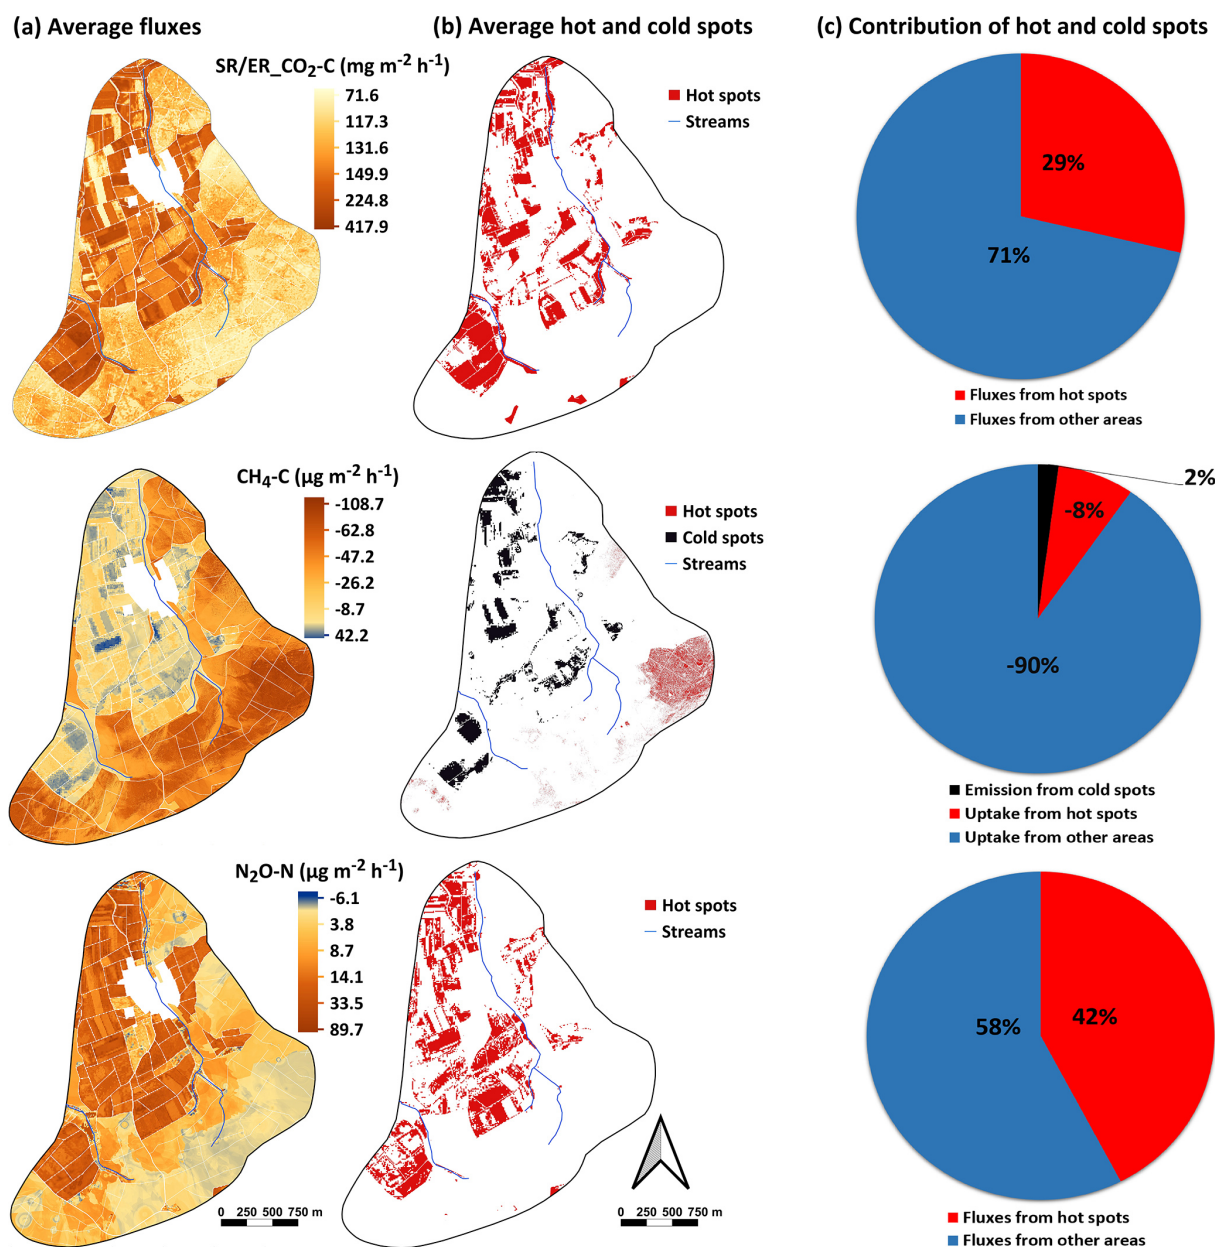 (a) Average fluxes
(b) Average hot and cold spots
(c) Contribution of hot and cold spots
SR/ER_CO₂-C (mg m⁻² h⁻¹)
71.6
117.3
131.6
149.9
224.8
417.9
Hot spots
Streams
29%
71%
Fluxes from hot spots
Fluxes from other areas
CH₄-C (µg m⁻² h⁻¹)
-108.7
-62.8
-47.2
-26.2
-8.7
42.2
Hot spots
Cold spots
Streams
2%
-8%
-90%
Emission from cold spots
Uptake from hot spots
Uptake from other areas
N₂O-N (µg m⁻² h⁻¹)
-6.1
3.8
8.7
14.1
33.5
89.7
0 250 500 750 m
Hot spots
Streams
0 250 500 750 m
58%
42%
Fluxes from hot spots
Fluxes from other areas